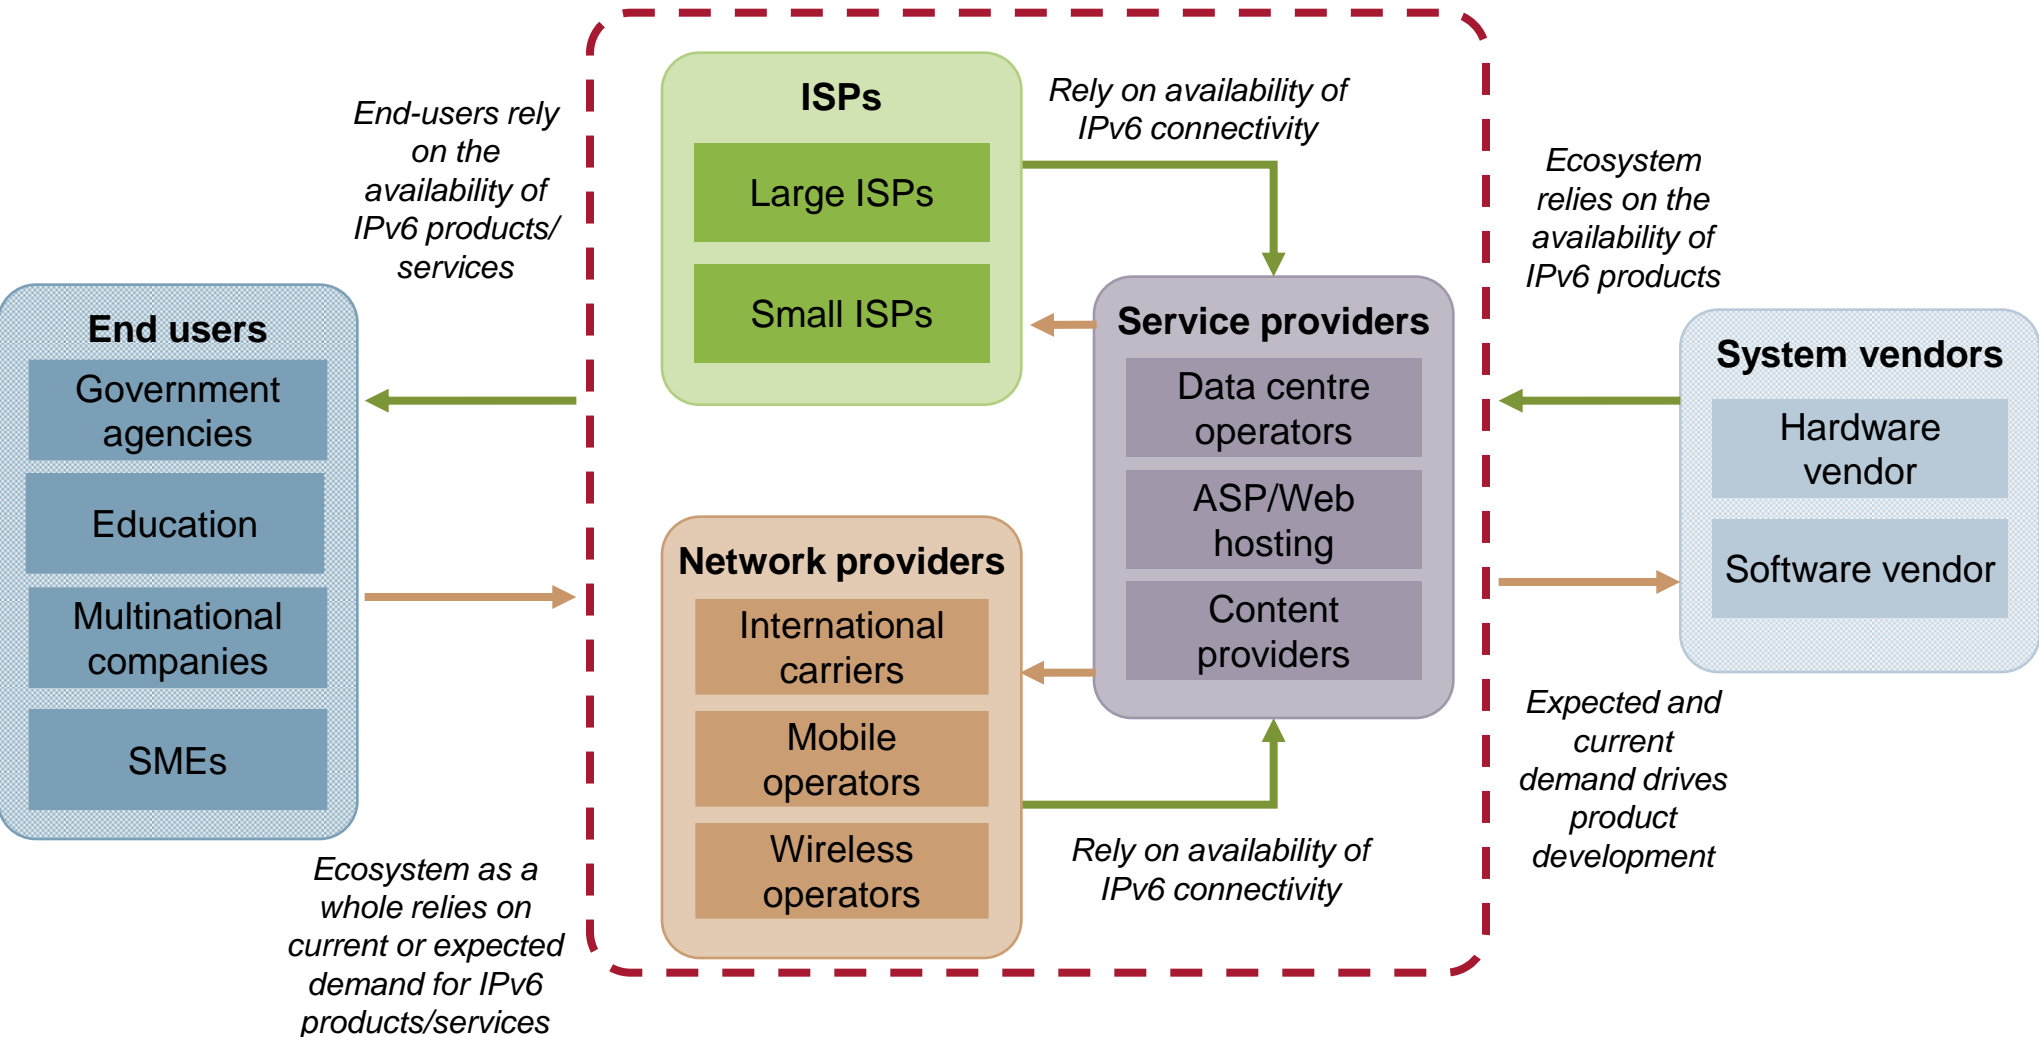 End-users rely
on the
availability of
IPv6 products/
services
End users
Government
agencies
Education
Multinational
companies
SMEs
Ecosystem as a
whole relies on
current or expected
demand for IPv6
products/services
ISPs
Large ISPs
Small ISPs
Rely on availability of
IPv6 connectivity
Network providers
International
carriers
Mobile
operators
Wireless
operators
Service providers
Data centre
operators
ASP/Web
hosting
Content
providers
Rely on availability of
IPv6 connectivity
Ecosystem
relies on the
availability of
IPv6 products
System vendors
Hardware
vendor
Software vendor
Expected and
current
demand drives
product
development